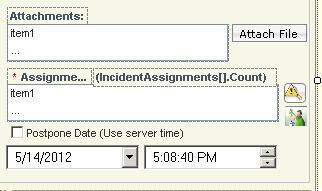 Attachments:
item1
...
Attach File
* Assignme... (IncidentAssignments[].Count)
item1
...
Postpone Date (Use server time)
5/14/2012 5:08:40 PM